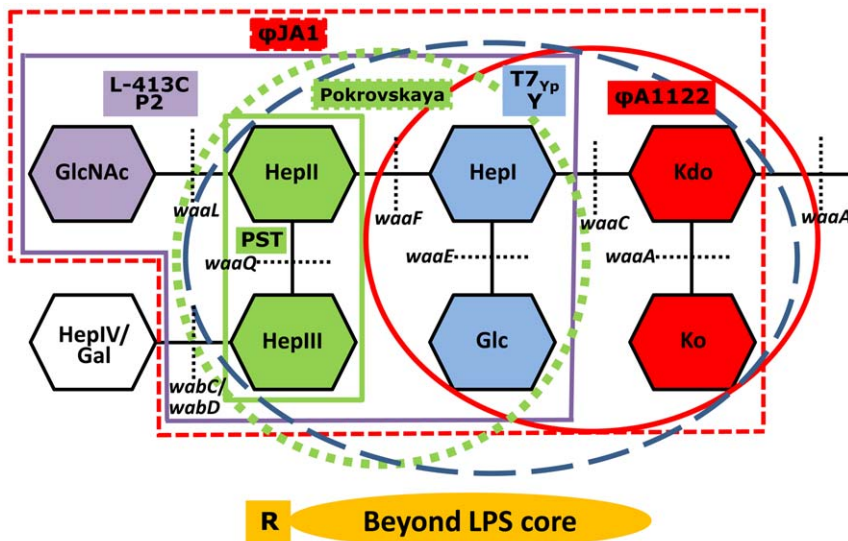 φJA1
L-413C
P2
Pokrovskaya
T7Yp
Y
φA1122
GlcNAc
HepII
HepI
Kdo
waaL
waaF
waaC
waaA
PST
waaQ
waaE
waaA
HepIV/
Gal
HepIII
Glc
Ko
wabC/
wabD
R
Beyond LPS core